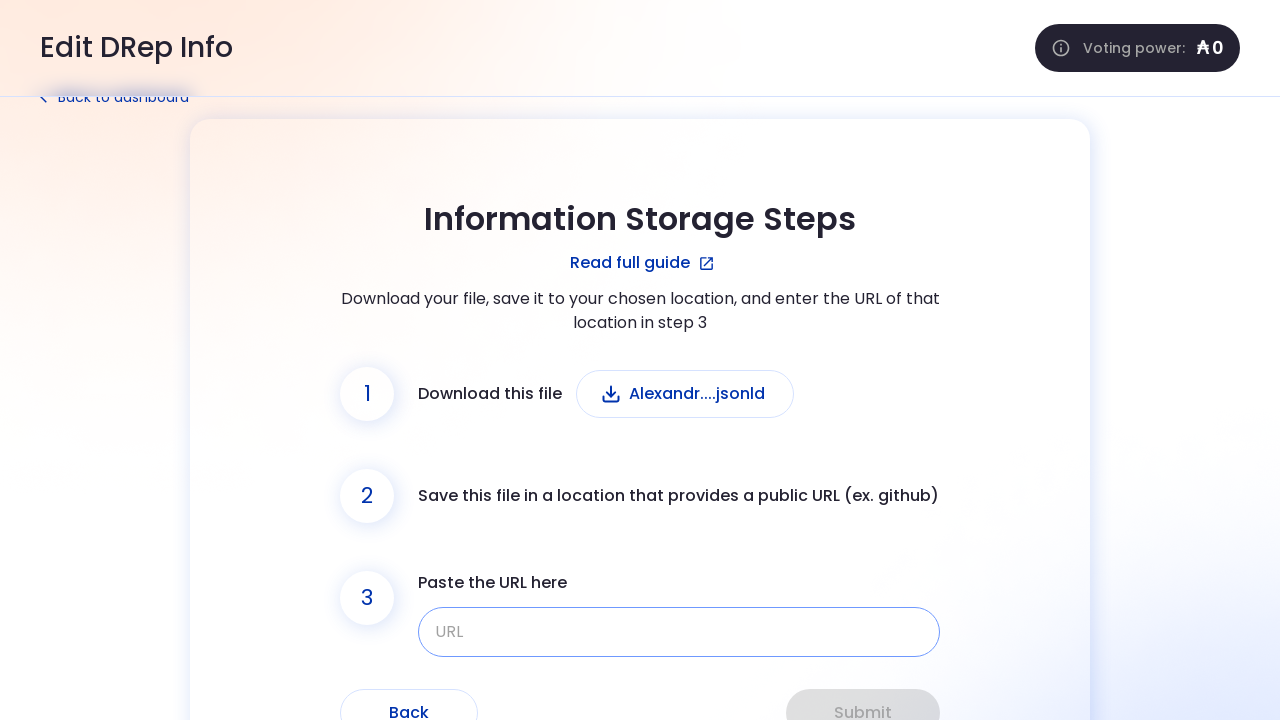 Edit DRep Info
Voting power: ₳0
Back to dashboard
Information Storage Steps
Read full guide
Download your file, save it to your chosen location, and enter the URL of that
location in step 3
1
Download this file
Alexandr....jsonld
2
Save this file in a location that provides a public URL (ex. github)
3
Paste the URL here
URL
Back
Submit